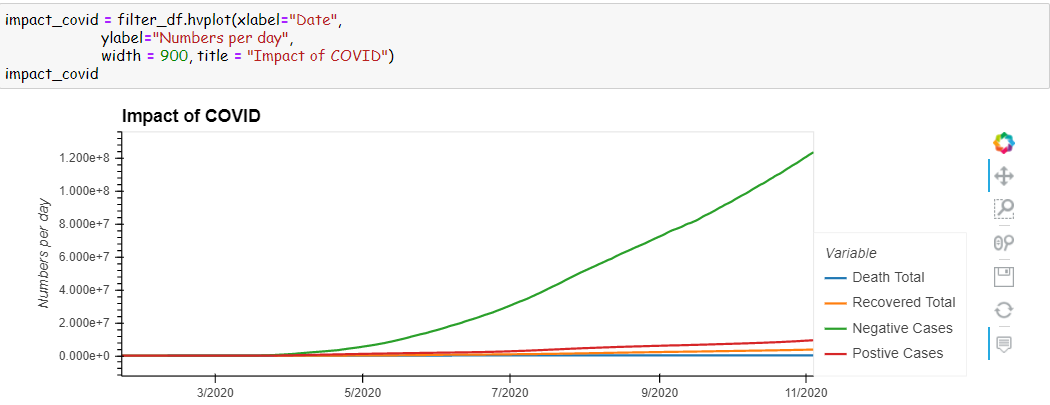 impact_covid = filter_df.hvplot(xlabel="Date",
ylabel="Numbers per day",
width = 900, title = "Impact of COVID")
impact_covid
Impact of COVID
1.200e+8
1.000e+8
8.000e+7
6.000e+7
4.000e+7
2.000e+7
0.000e+0
Numbers per day
3/2020
5/2020
7/2020
9/2020
11/2020
Variable
Death Total
Recovered Total
Negative Cases
Postive Cases